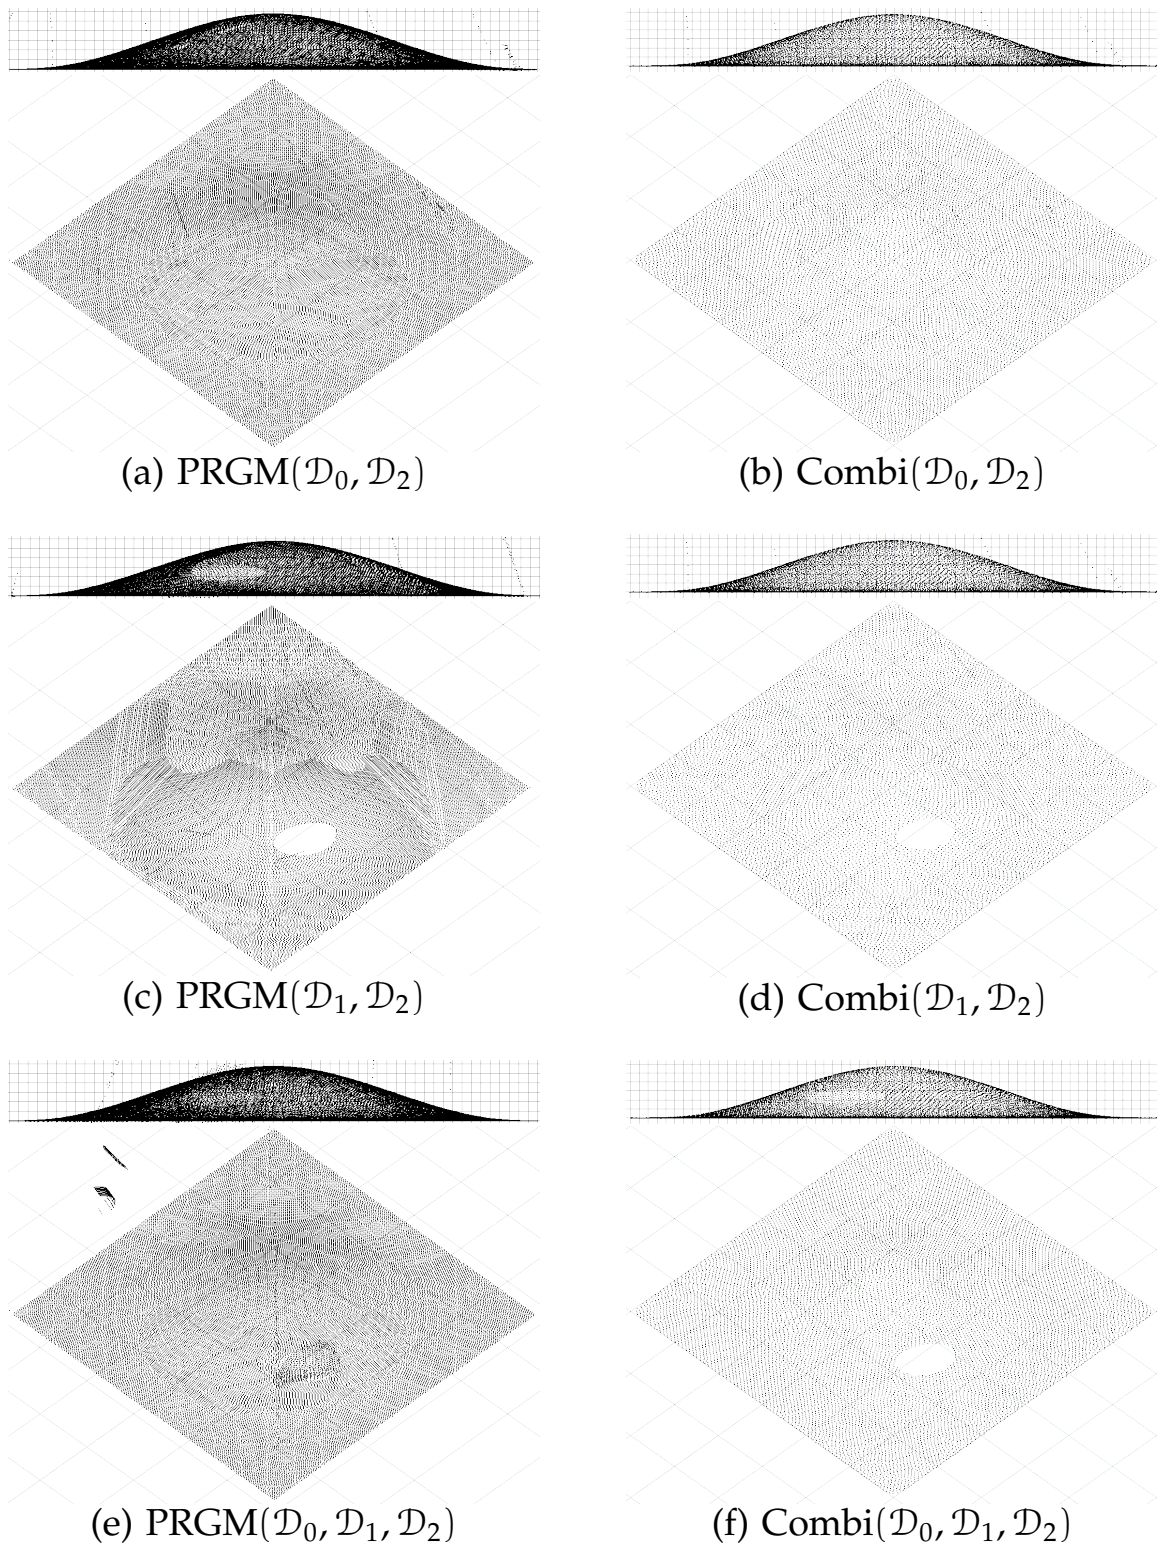 (a) PRGM(𝒟₀, 𝒟₂)
(b) Combi(𝒟₀, 𝒟₂)
(c) PRGM(𝒟₁, 𝒟₂)
(d) Combi(𝒟₁, 𝒟₂)
(e) PRGM(𝒟₀, 𝒟₁, 𝒟₂)
(f) Combi(𝒟₀, 𝒟₁, 𝒟₂)